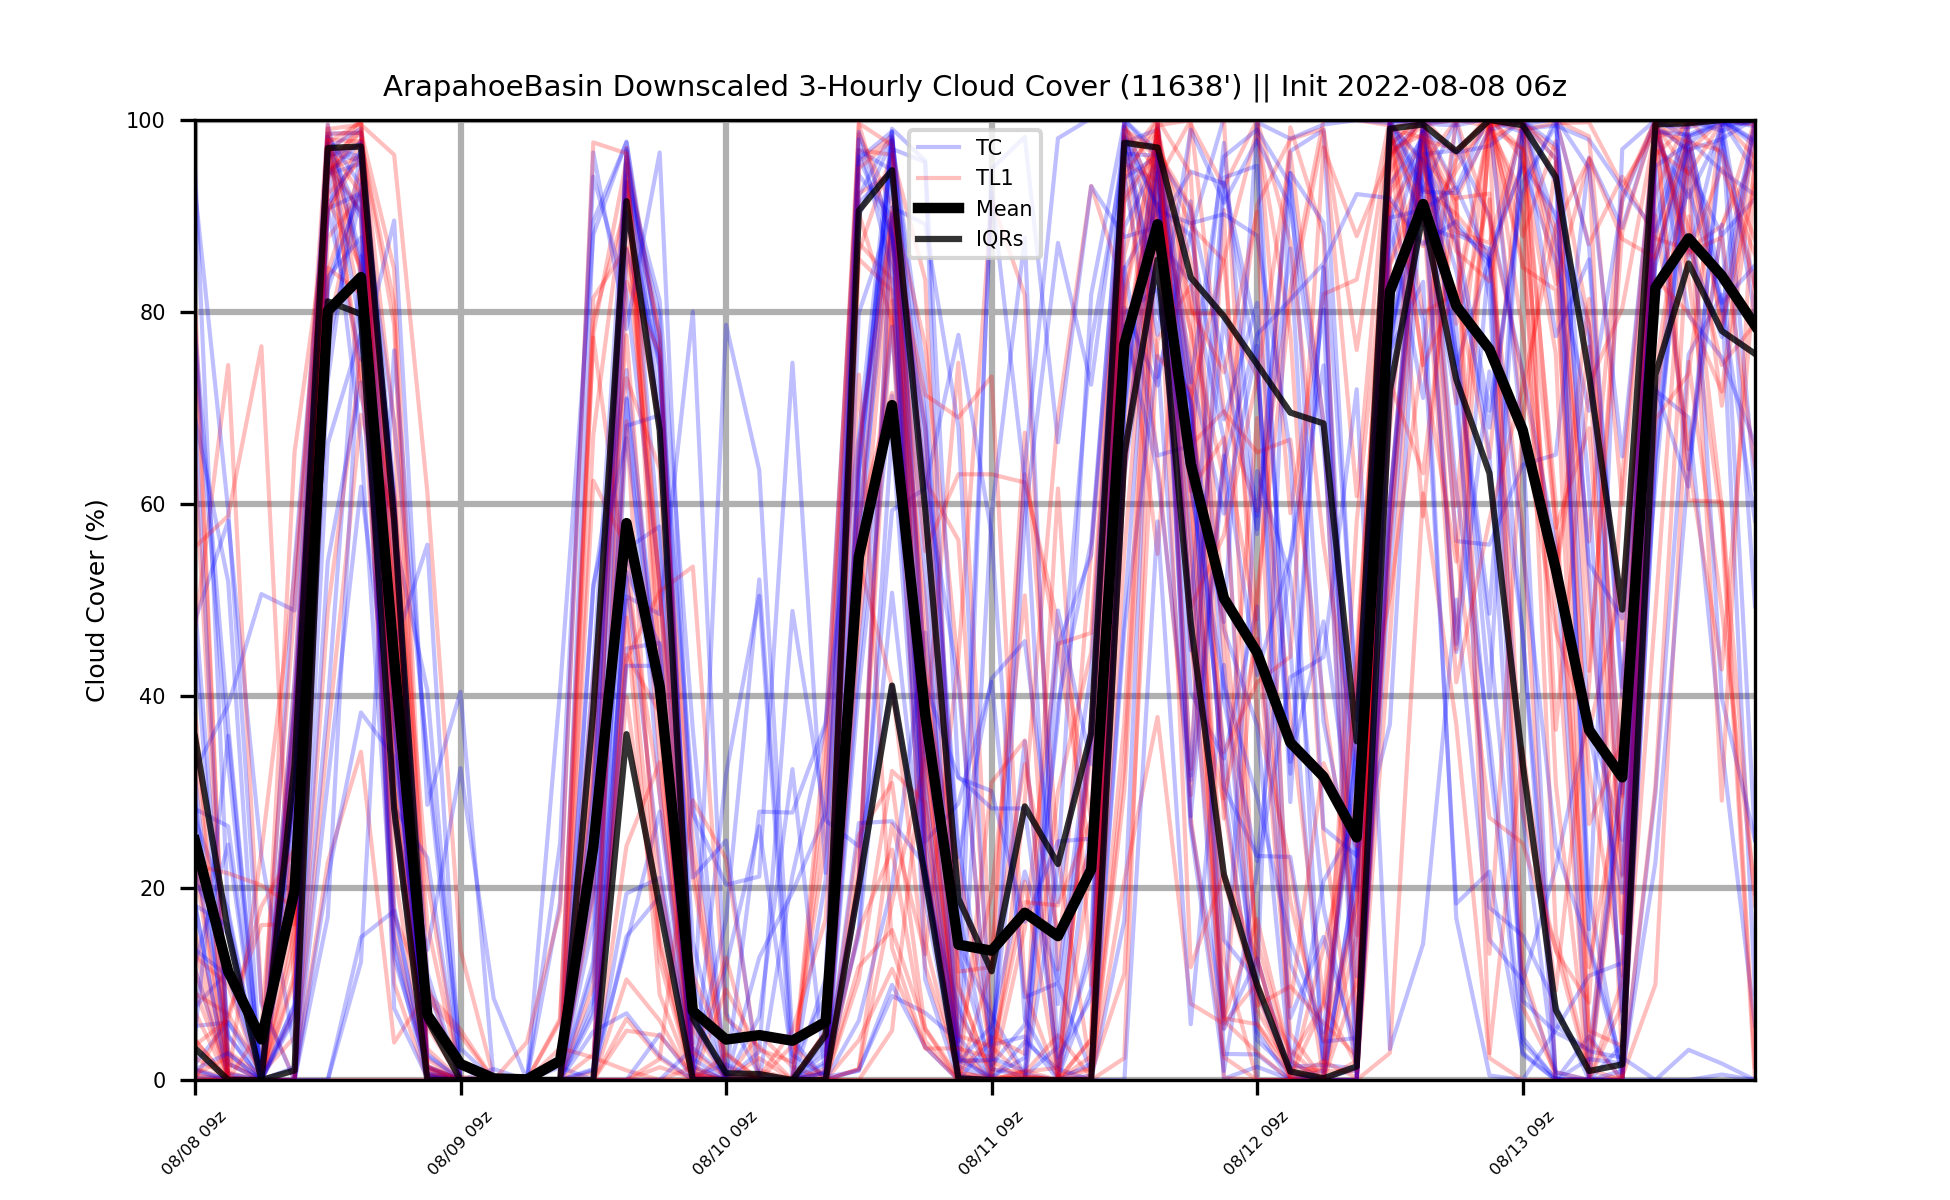 ArapahoeBasin Downscaled 3-Hourly Cloud Cover (11638') || Init 2022-08-08 06z
Cloud Cover (%)
100
80
60
40
20
0
TC
TL1
Mean
IQRs
08/08 09z
08/09 09z
08/10 09z
08/11 09z
08/12 09z
08/13 09z